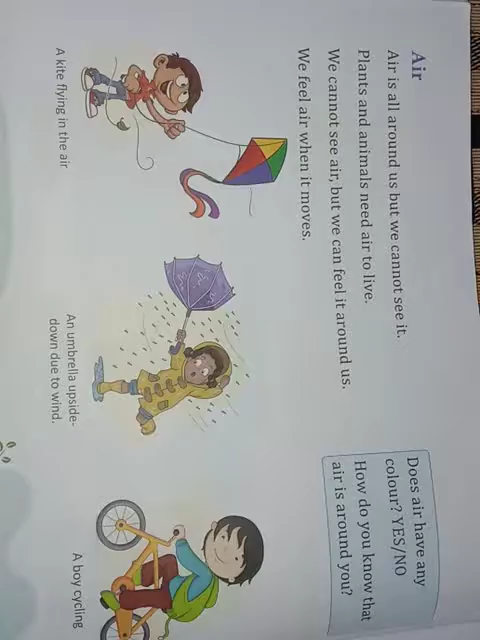 Air
Air is all around us but we cannot see it.
Plants and animals need air to live.
We cannot see air, but we can feel it around us.
We feel air when it moves.
Does air have any
colour? YES/NO
How do you know that
air is around you?
A kite flying in the air
An umbrella upside-
down due to wind.
A boy cycling